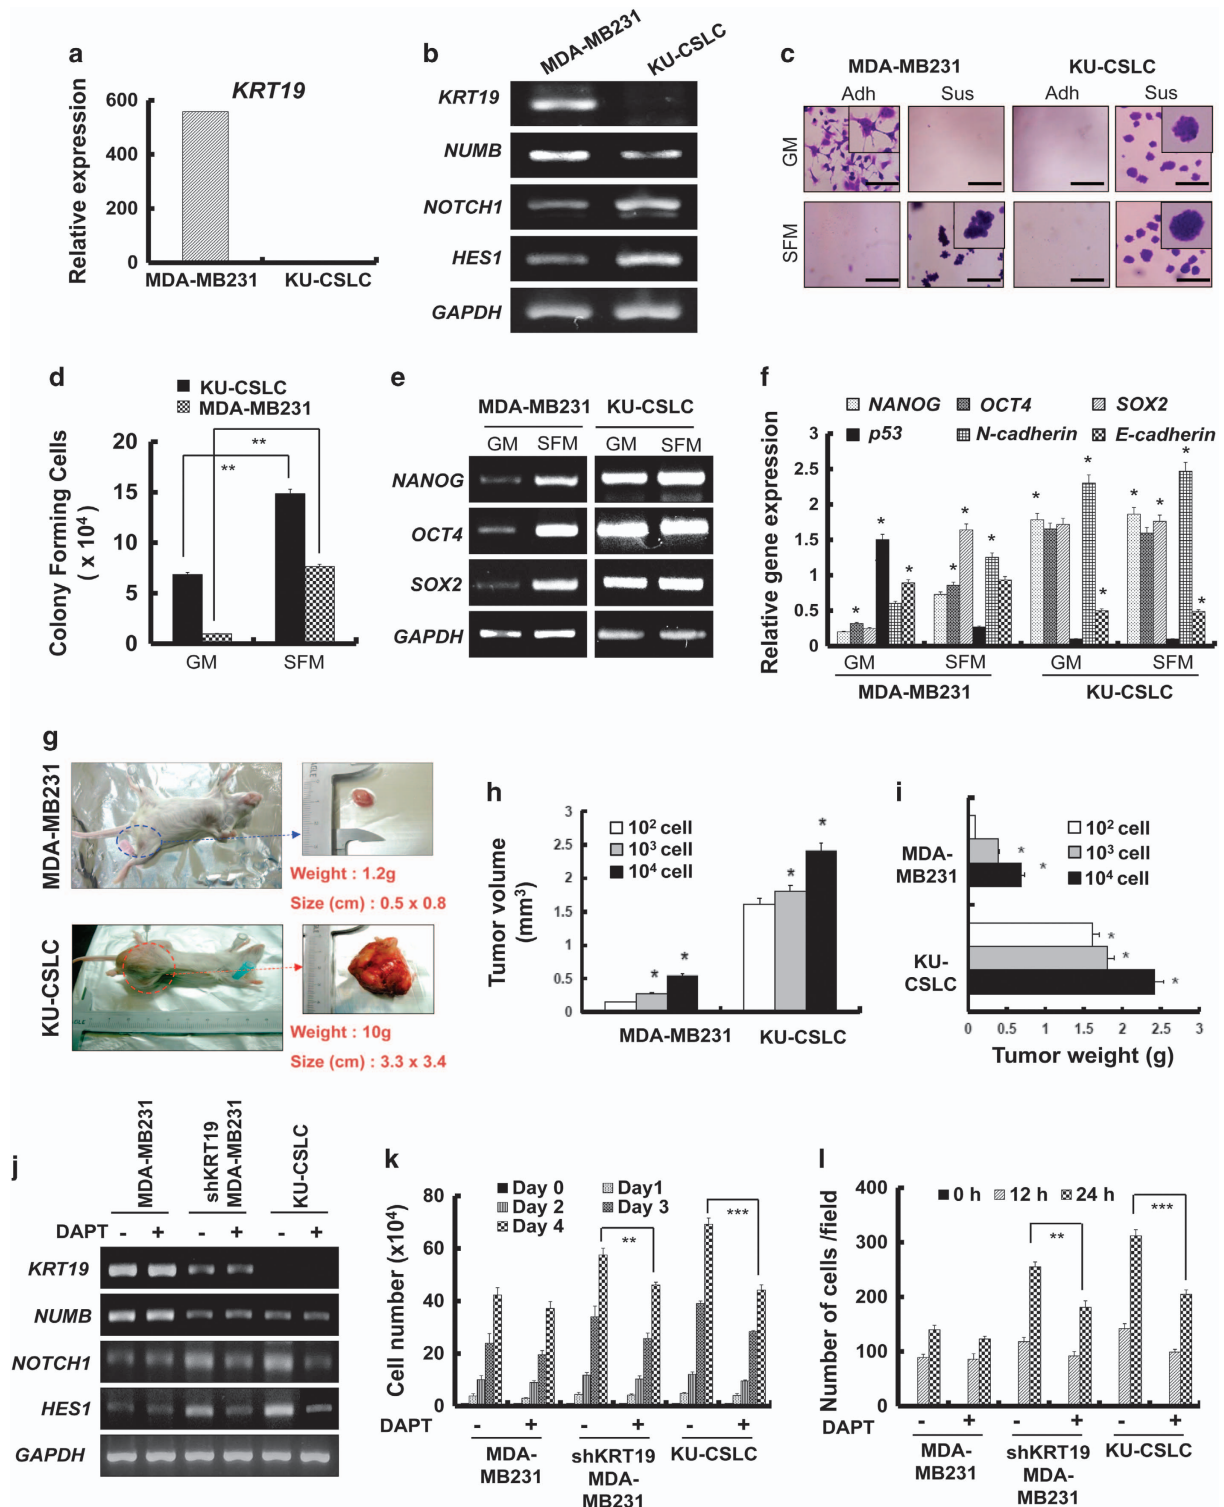 a
KRT19
Relative expression
600
400
200
0
MDA-MB231
KU-CSLC
b
MDA-MB231
KU-CSLC
KRT19
NUMB
NOTCH1
HES1
GAPDH
c
MDA-MB231
KU-CSLC
Adh
Sus
Adh
Sus
GM
SFM
d
KU-CSLC
MDA-MB231
Colony Forming Cells
( x 10⁴)
20
15
10
5
0
**
**
GM
SFM
e
MDA-MB231
KU-CSLC
GM
SFM
GM
SFM
NANOG
OCT4
SOX2
GAPDH
f
NANOG
OCT4
SOX2
p53
N-cadherin
E-cadherin
Relative gene expression
3
2.5
2
1.5
1
0.5
0
* * * * * * * * * * * * *
GM
SFM
GM
SFM
MDA-MB231
KU-CSLC
g
MDA-MB231
Weight : 1.2g
Size (cm) : 0.5 x 0.8
KU-CSLC
Weight : 10g
Size (cm) : 3.3 x 3.4
h
Tumor volume
(mm³)
3
2.5
2
1.5
1
0.5
0
10² cell
10³ cell
10⁴ cell
* * * *
MDA-MB231
KU-CSLC
i
MDA-
MB231
KU-
CSLC
10² cell
10³ cell
10⁴ cell
* * * * *
0 0.5 1 1.5 2 2.5 3
Tumor weight (g)
j
MDA-MB231
shKRT19
MDA-MB231
KU-CSLC
DAPT - + - + - +
KRT19
NUMB
NOTCH1
HES1
GAPDH
k
Day 0
Day1
Day 2
Day 3
Day 4
Cell number (x10⁴)
80
60
40
20
0
**
***
DAPT - + - + - +
MDA-
MB231
shKRT19
MDA-
MB231
KU-CSLC
l
0 h
12 h
24 h
Number of cells /field
400
300
200
100
0
**
***
DAPT - + - + - +
MDA-
MB231
shKRT19
MDA-
MB231
KU-CSLC